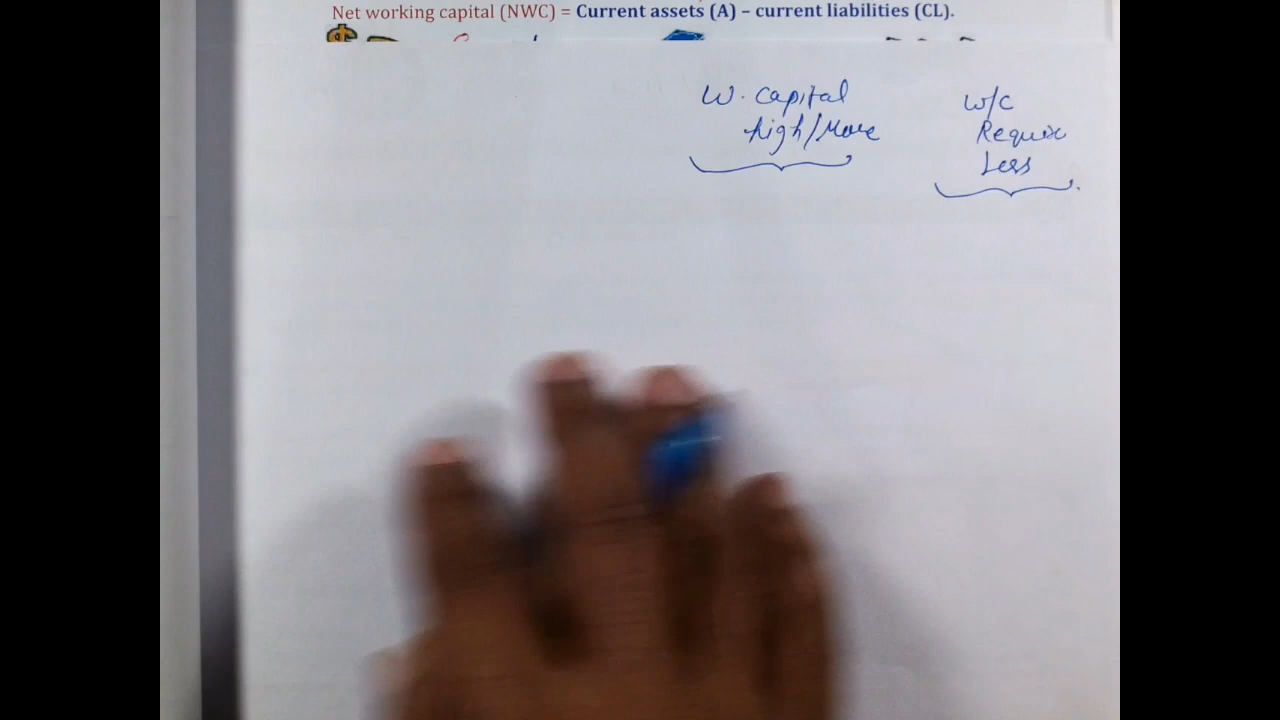 Net working capital (NWC) = Current assets (A) – current liabilities (CL).
W. Capital
high/More
W/C
Require
Less